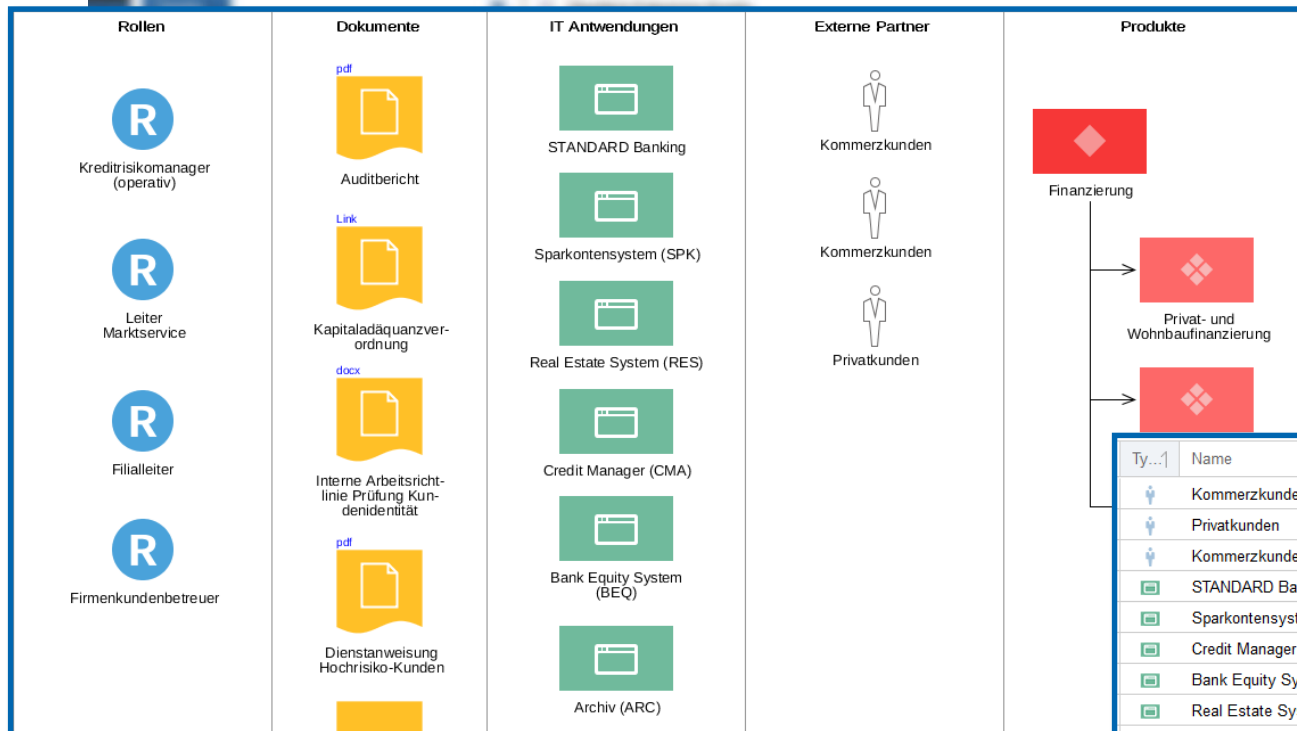 Rollen
Dokumente
IT Antwendungen
Externe Partner
Produkte
R
Kreditrisikomanager
(operativ)
R
Leiter
Marktservice
R
Filialleiter
R
Firmenkundenbetreuer
pdf
Auditbericht
Link
Kapitaladäquanzver-
ordnung
docx
Interne Arbeitsricht-
linie Prüfung Kun-
denidentität
pdf
Dienstanweisung
Hochrisiko-Kunden
STANDARD Banking
Sparkontensystem (SPK)
Real Estate System (RES)
Credit Manager (CMA)
Bank Equity System
(BEQ)
Archiv (ARC)
Kommerzkunden
Kommerzkunden
Privatkunden
Finanzierung
Privat- und
Wohnbaufinanzierung
Ty... Name
Kommerzkunde
Privatkunden
Kommerzkunde
STANDARD Ba
Sparkontensyst
Credit Manager
Bank Equity Sy
Real Estate Sy